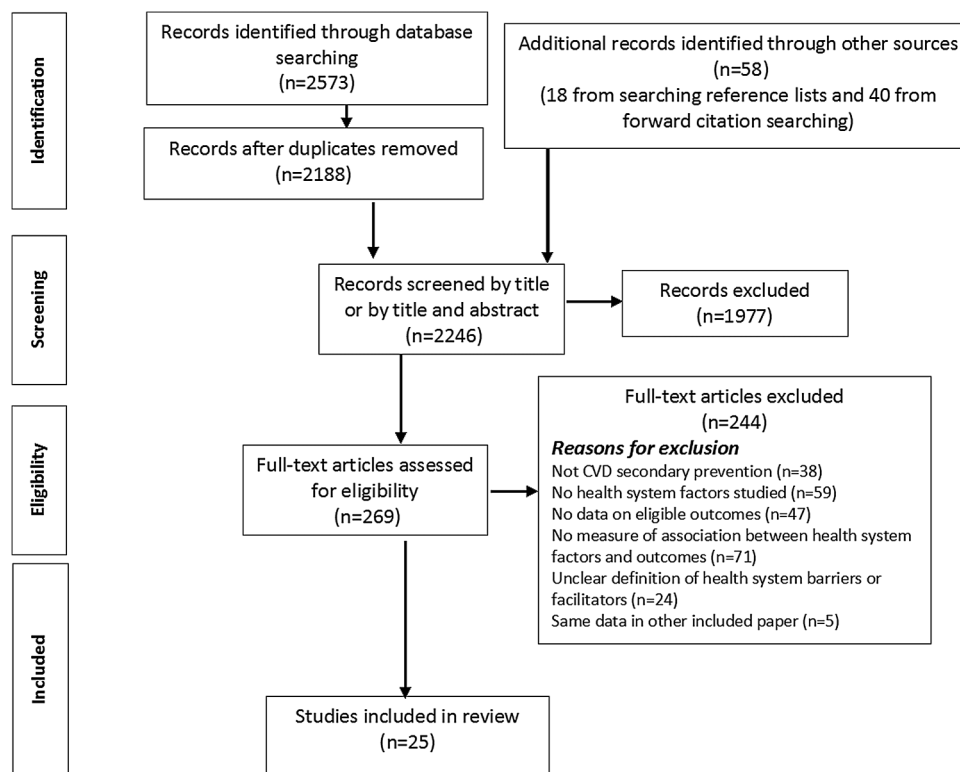 Identification
Records identified through database
searching
(n=2573)
Additional records identified through other sources
(n=58)
(18 from searching reference lists and 40 from
forward citation searching)
Records after duplicates removed
(n=2188)
Screening
Records screened by title
or by title and abstract
(n=2246)
Records excluded
(n=1977)
Eligibility
Full-text articles assessed
for eligibility
(n=269)
Full-text articles excluded
(n=244)
Reasons for exclusion
Not CVD secondary prevention (n=38)
No health system factors studied (n=59)
No data on eligible outcomes (n=47)
No measure of association between health system
factors and outcomes (n=71)
Unclear definition of health system barriers or
facilitators (n=24)
Same data in other included paper (n=5)
Included
Studies included in review
(n=25)